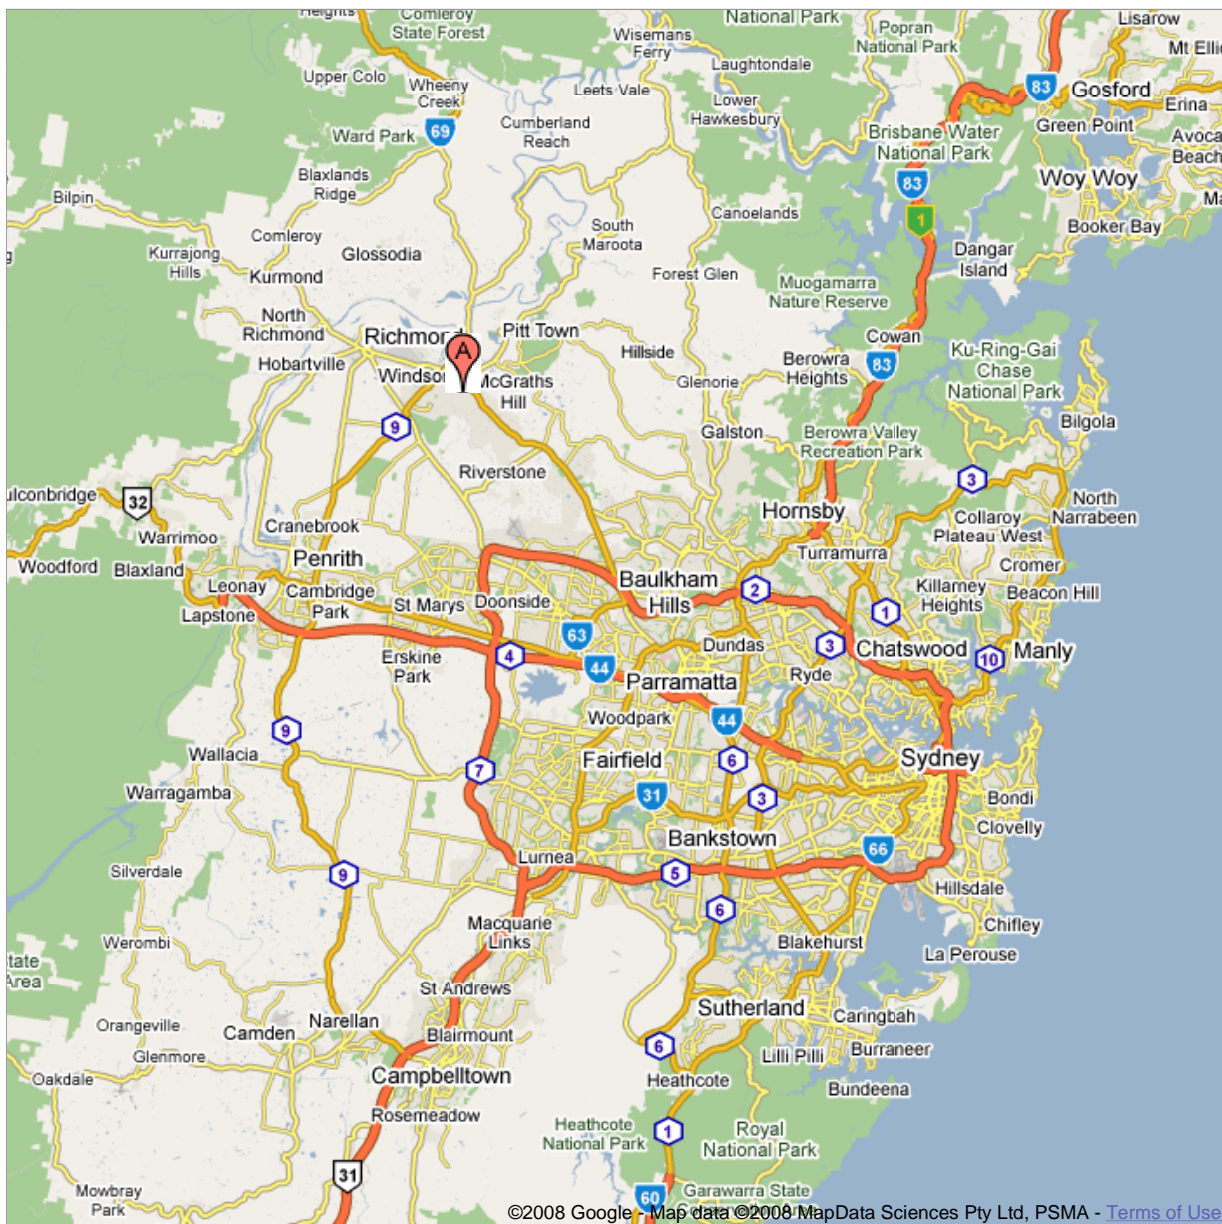 Heights
Comleroy
State Forest
National Park
Lisarow
Wisemans
Ferry
Popran
National Park
Mt Elli
Upper Colo
Wheeny
Creek
Laughtondale
Leets Vale
83
Gosford
Lower
Hawkesbury
Erina
Ward Park
69
Cumberland
Reach
Brisbane Water
National Park
Green Point
Avoca
Beach
Blaxlands
Ridge
83
Woy Woy
Bilpin
Canoelands
1
Comleroy
South
Maroota
Booker Bay
Kurrajong
Hills
Glossodia
Dangar
Island
Kurmond
Forest Glen
Muogamarra
Nature Reserve
North
Richmond
Richmond
Pitt Town
Cowan
Hobartville
A
Hillside
Berowra
Heights
83
Ku-Ring-Gai
Chase
National Park
Windsor
McGraths
Hill
Glenorie
9
Galston
Berowra Valley
Recreation Park
Bilgola
Riverstone
3
ulconbridge
32
North
Narrabeen
Cranebrook
Hornsby
Collaroy
Plateau West
Warrimoo
Penrith
Turramurra
Woodford
Blaxland
Cromer
Leonay
Cambridge
Park
St Marys
Doonside
Baulkham
Hills
2
Killarney
Heights
Beacon Hill
Lapstone
1
63
Dundas
3
Chatswood
Manly
Erskine
Park
4
44
10
Parramatta
Ryde
9
Woodpark
44
Wallacia
7
Fairfield
6
Sydney
Warragamba
31
3
Bondi
Bankstown
Clovelly
Lurnea
66
Silverdale
9
5
Hillsdale
6
Macquarie
Links
Chifley
Werombi
Blakehurst
La Perouse
tate
Area
St Andrews
Sutherland
Caringbah
Orangeville
Camden
Narellan
Blairmount
6
Lilli Pilli
Burraneer
Glenmore
Oakdale
Campbelltown
Heathcote
Bundeena
Rosemeadow
Heathcote
National Park
1
Royal
National Park
31
Mowbray
Park
60
Garawarra State
©2008 Google - Map data ©2008 MapData Sciences Pty Ltd, PSMA - Terms of Use